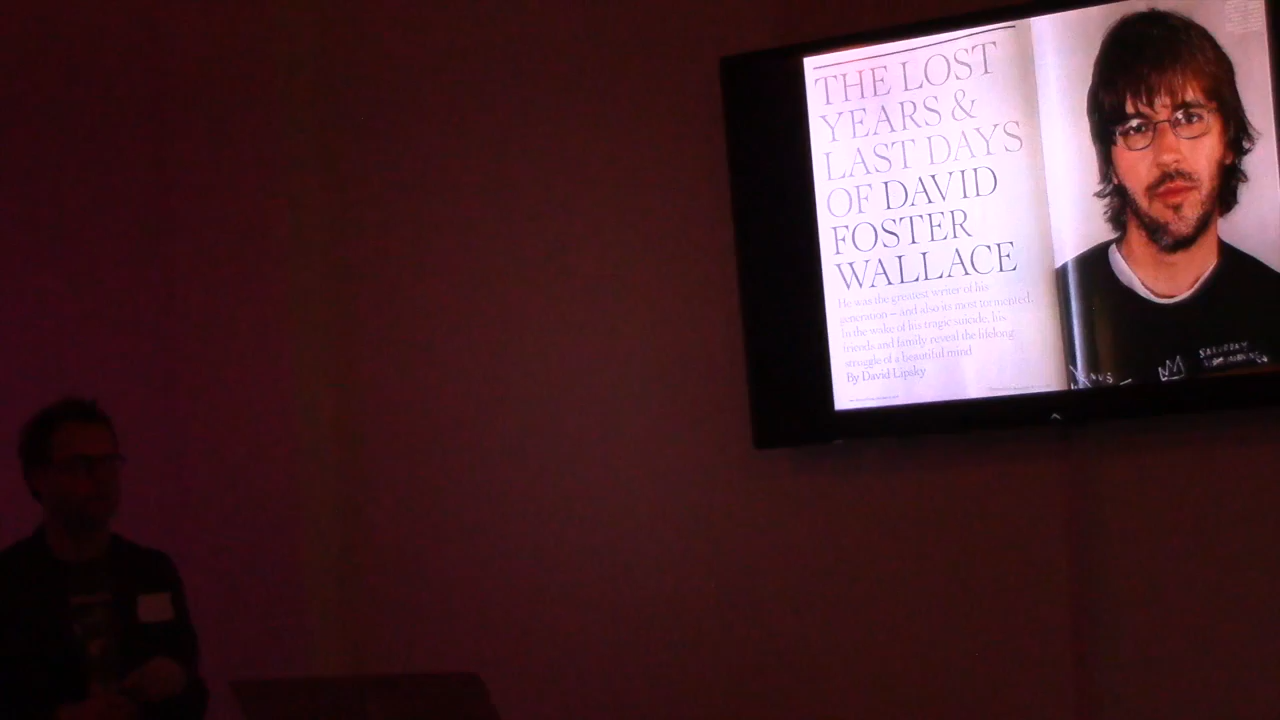 THE LOST
YEARS &
LAST DAYS
OF DAVID
FOSTER
WALLACE
He was the greatest writer of his
generation – and also its most tormented.
In the wake of his tragic suicide, his
friends and family reveal the lifelong
struggle of a beautiful mind
By David Lipsky
SATURDAY